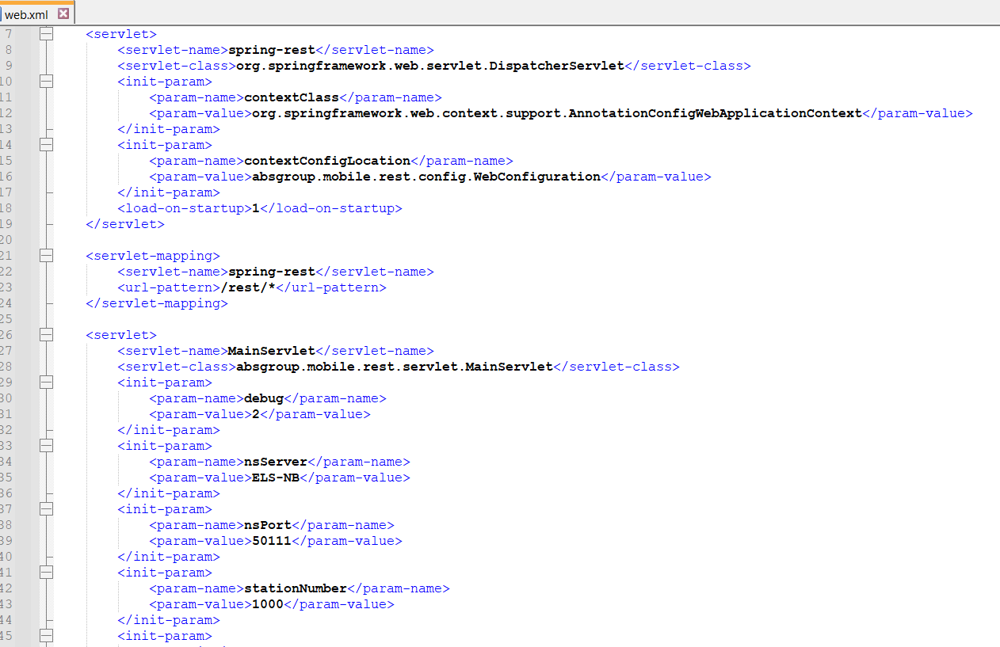 web.xml
7 <servlet>
8 <servlet-name>spring-rest</servlet-name>
9 <servlet-class>org.springframework.web.servlet.DispatcherServlet</servlet-class>
10 <init-param>
11 <param-name>contextClass</param-name>
12 <param-value>org.springframework.web.context.support.AnnotationConfigWebApplicationContext</param-value>
13 </init-param>
14 <init-param>
15 <param-name>contextConfigLocation</param-name>
16 <param-value>absgroup.mobile.rest.config.WebConfiguration</param-value>
17 </init-param>
18 <load-on-startup>1</load-on-startup>
19 </servlet>
20
21 <servlet-mapping>
22 <servlet-name>spring-rest</servlet-name>
23 <url-pattern>/rest/*</url-pattern>
24 </servlet-mapping>
25
26 <servlet>
27 <servlet-name>MainServlet</servlet-name>
28 <servlet-class>absgroup.mobile.rest.servlet.MainServlet</servlet-class>
29 <init-param>
30 <param-name>debug</param-name>
31 <param-value>2</param-value>
32 </init-param>
33 <init-param>
34 <param-name>nsServer</param-name>
35 <param-value>ELS-NB</param-value>
36 </init-param>
37 <init-param>
38 <param-name>nsPort</param-name>
39 <param-value>50111</param-value>
40 </init-param>
41 <init-param>
42 <param-name>stationNumber</param-name>
43 <param-value>1000</param-value>
44 </init-param>
45 <init-param>